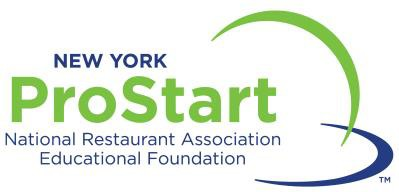 NEW YORK
ProStart
National Restaurant Association
Educational Foundation
TM